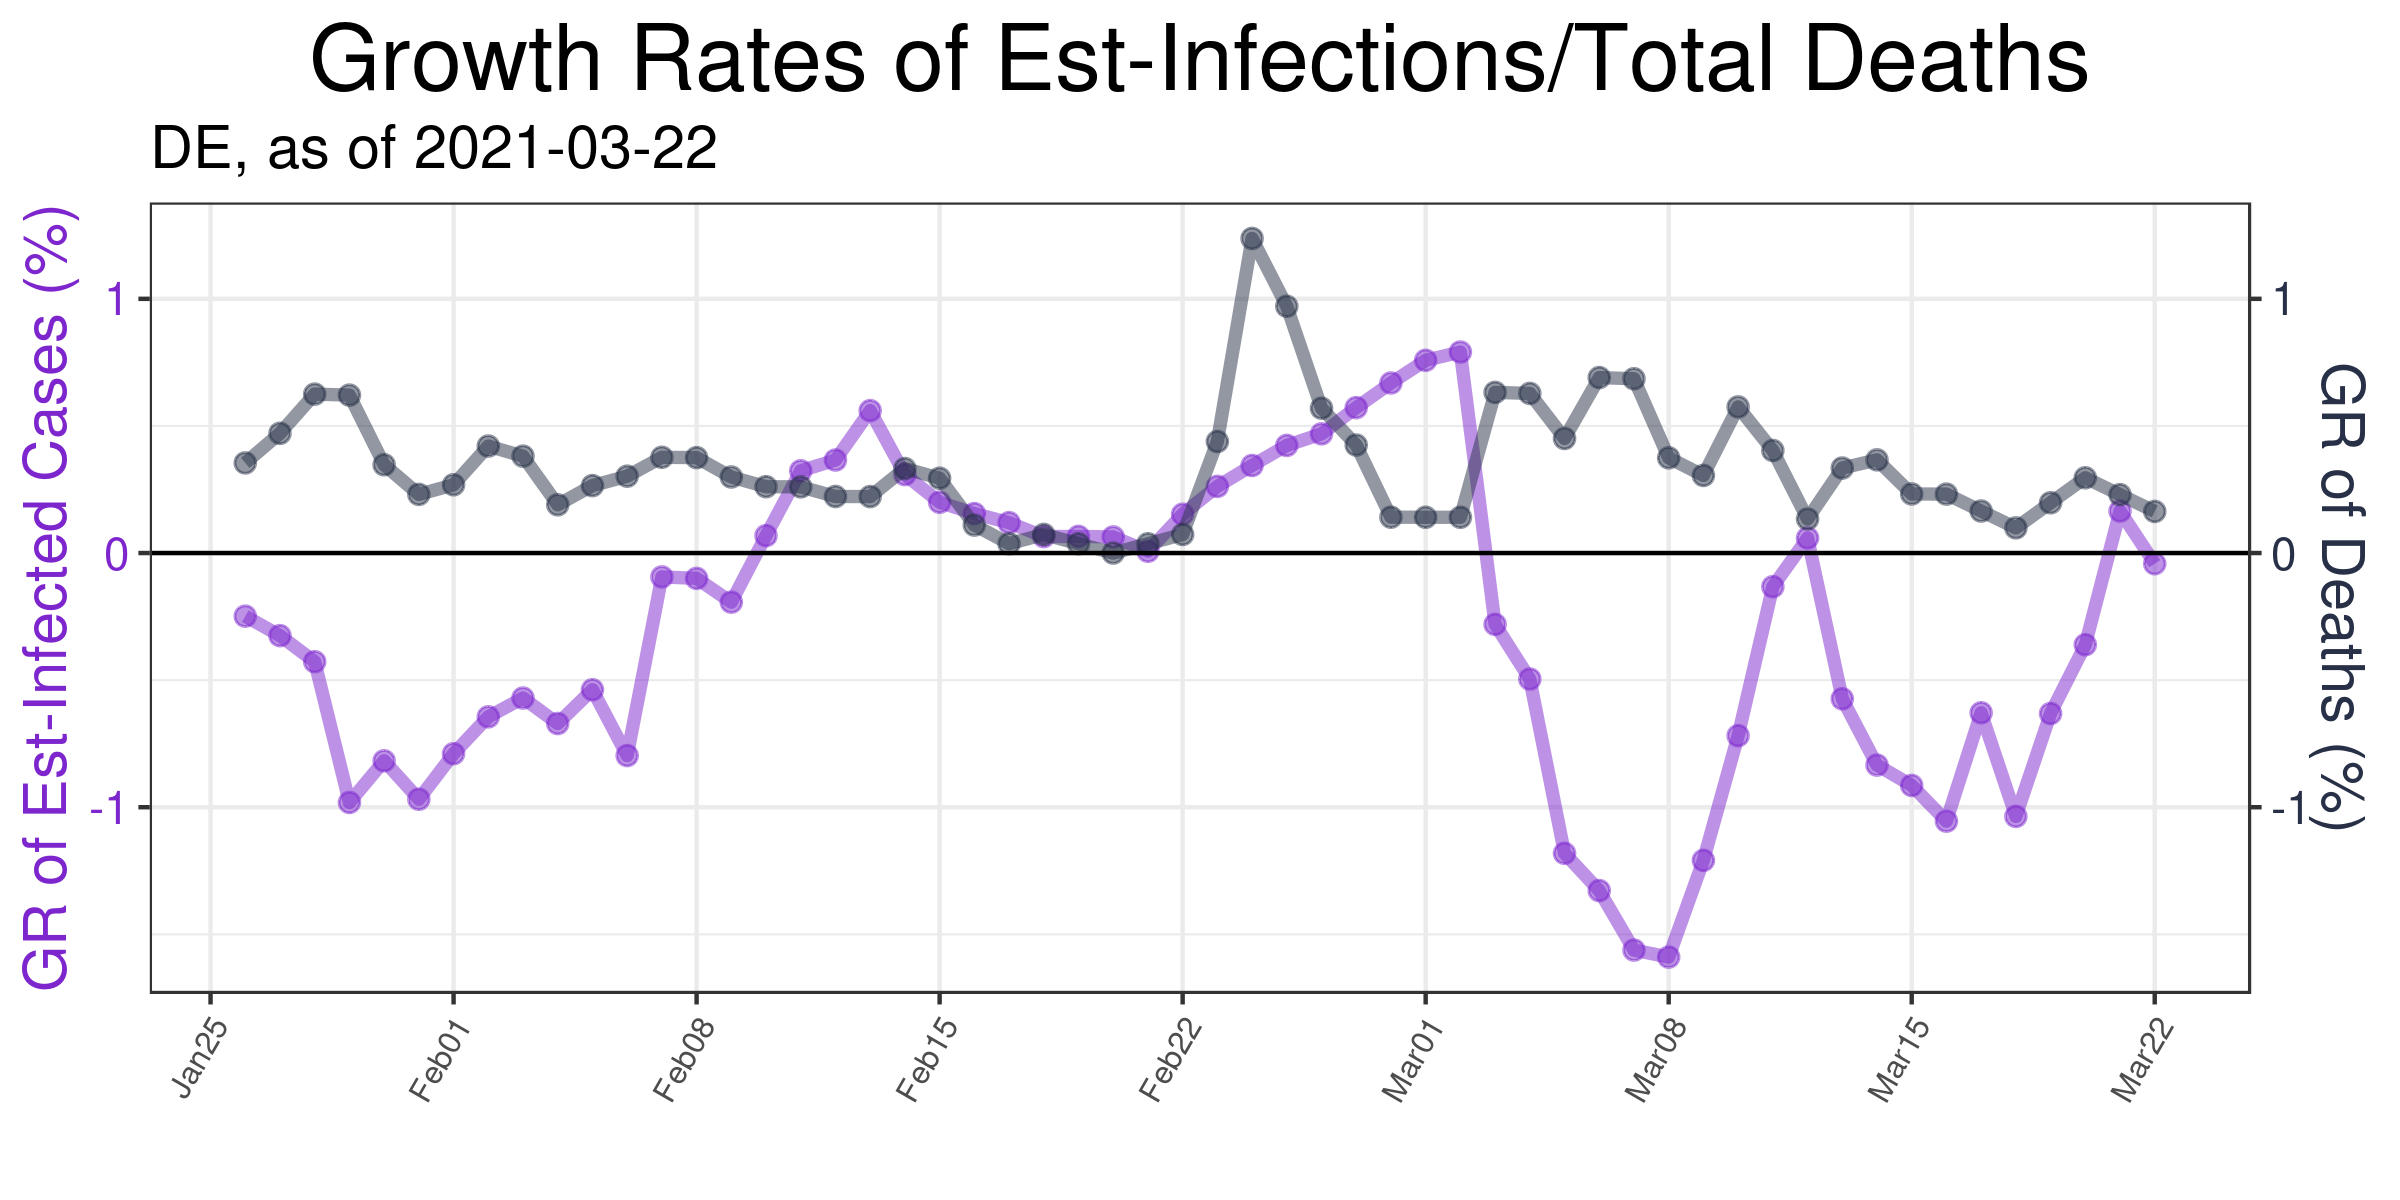 Growth Rates of Est-Infections/Total Deaths
DE, as of 2021-03-22
GR of Est-Infected Cases (%)
1
0
-1
1
0
-1
GR of Deaths (%)
Jan25
Feb01
Feb08
Feb15
Feb22
Mar01
Mar08
Mar15
Mar22